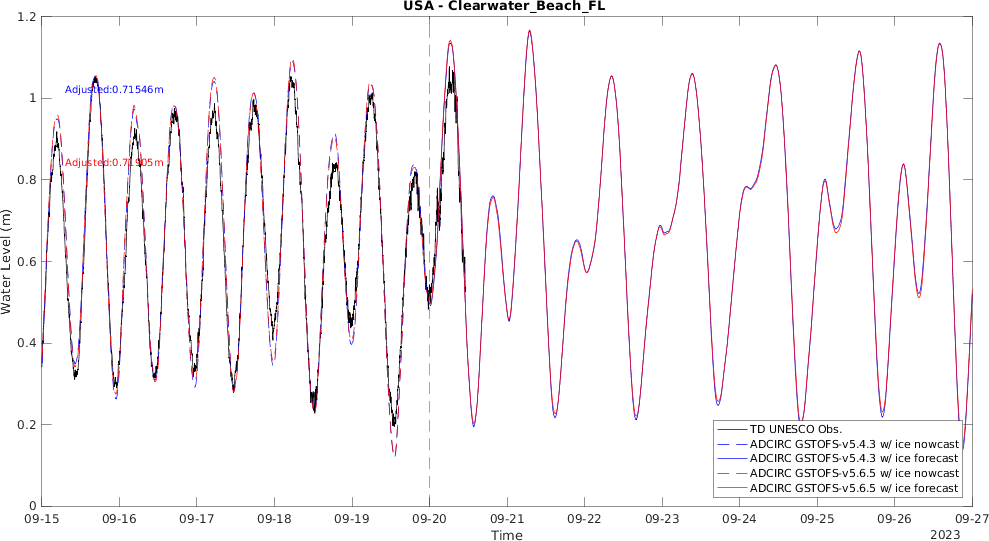 USA - Clearwater_Beach_FL
Water Level (m)
1.2
1
0.8
0.6
0.4
0.2
0
Adjusted:0.71546m
Adjusted:0.71905m
TD UNESCO Obs.
ADCIRC GSTOFS-v5.4.3 w/ ice nowcast
ADCIRC GSTOFS-v5.4.3 w/ ice forecast
ADCIRC GSTOFS-v5.6.5 w/ ice nowcast
ADCIRC GSTOFS-v5.6.5 w/ ice forecast
09-15 09-16 09-17 09-18 09-19 09-20 09-21 09-22 09-23 09-24 09-25 09-26 09-27
Time
2023